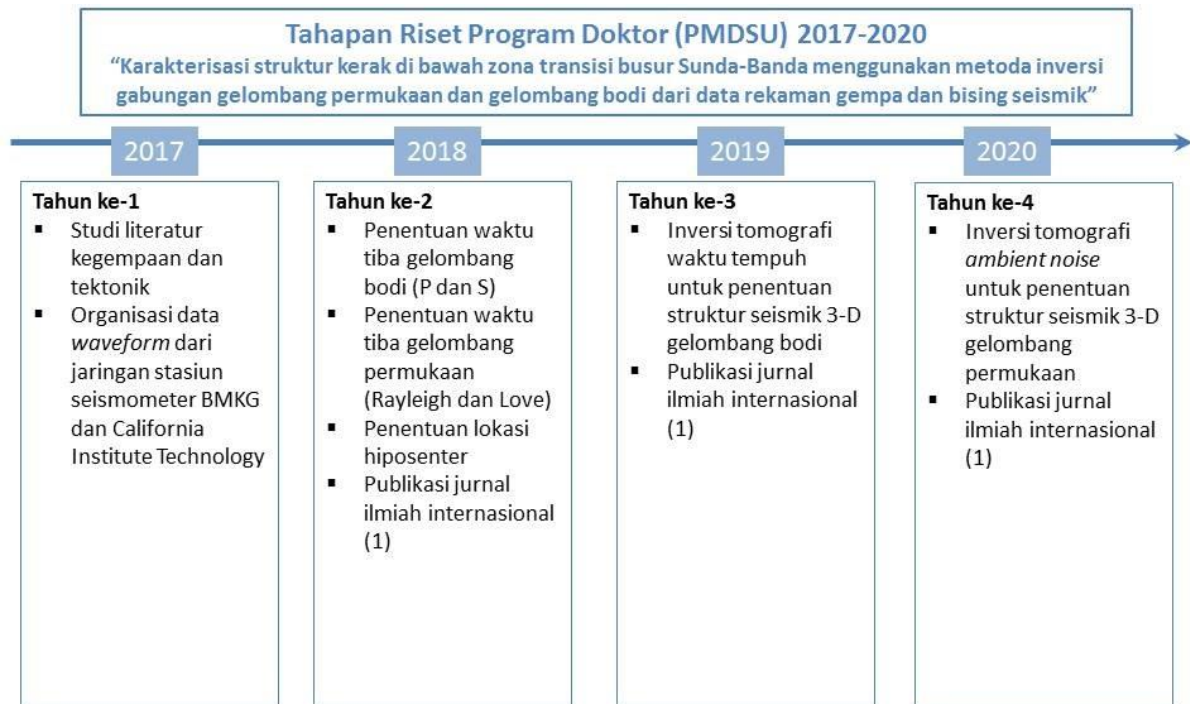 Tahapan Riset Program Doktor (PMDSU) 2017-2020
“Karakterisasi struktur kerak di bawah zona transisi busur Sunda-Banda menggunakan metoda inversi
gabungan gelombang permukaan dan gelombang bodi dari data rekaman gempa dan bising seismik”
2017
Tahun ke-1
▪ Studi literatur
kegempaan dan
tektonik
▪ Organisasi data
waveform dari
jaringan stasiun
seismometer BMKG
dan California
Institute Technology
2018
Tahun ke-2
▪ Penentuan waktu
tiba gelombang
bodi (P dan S)
▪ Penentuan waktu
tiba gelombang
permukaan
(Rayleigh dan Love)
▪ Penentuan lokasi
hiposenter
▪ Publikasi jurnal
ilmiah internasional
(1)
2019
Tahun ke-3
▪ Inversi tomografi
waktu tempuh
untuk penentuan
struktur seismik 3-D
gelombang bodi
▪ Publikasi jurnal
ilmiah internasional
(1)
2020
Tahun ke-4
▪ Inversi tomografi
ambient noise
untuk penentuan
struktur seismik 3-D
gelombang
permukaan
▪ Publikasi jurnal
ilmiah internasional
(1)